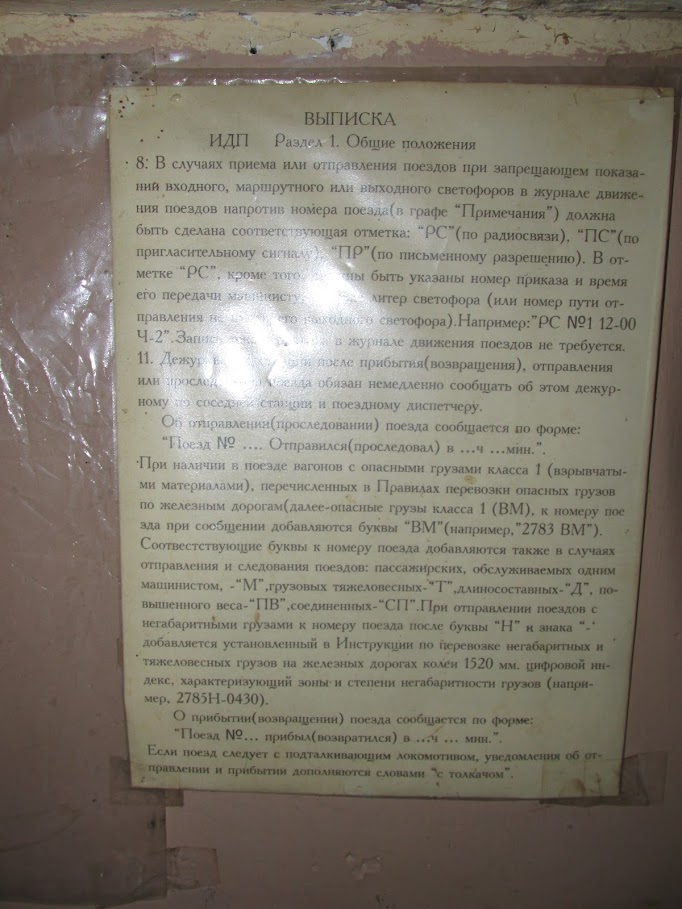 ВЫПИСКА
ИДП Раздел 1. Общие положения
8: В случаях приема или отправления поездов при запрещающем показа-
ний входного, маршрутного или выходного светофоров в журнале движе-
ния поездов напротив номера поезда(в графе "Примечания") должна
быть сделана соответствующая отметка: "РС"(по радиосвязи), "ПС"(по
пригласительному сигналу), "ПР"(по письменному разрешению). В от-
метке "РС", кроме того, быть указаны номер приказа и время
его передачи машинисту, литер светофора (или номер пути от-
правления выходного светофора).Например:"РС №1 12-00
Ч-2".Запись в журнале движения поездов не требуется.
11. после прибытия(возвращения), отправления
или поезда обязан немедленно сообщать об этом дежур-
ному по соседней станции и поездному диспетчеру.
Об отправления(проследовании) поезда сообщается по форме:
"Поезд № .... Отправился(проследовал) в ...ч ...мин.".
При наличии в поезде вагонов с опасными грузами класса 1 (взрывчаты-
ми материалами), перечисленных в Правилах перевозки опасных грузов
по железным дорогам(далее-опасные грузы класса 1 (ВМ), к номеру пое
зда при сообщении добавляются буквы "ВМ"(например,"2783 ВМ").
Соотвестствующие буквы к номеру поезда добавляются также в случаях
отправления и следования поездов: пассажирских, обслуживаемых одним
машинистом, -"М",грузовых тяжеловесных-"Т",длинносоставных-"Д", по-
вышенного веса-"ПВ",соединенных-"СП".При отправлении поездов с
негабаритными грузами к номеру поезда после буквы "Н" и знака "-"
добавляется установленный в Инструкции по перевозке негабаритных и
тяжеловесных грузов на железных дорогах колеи 1520 мм. цифровой ин-
декс, характеризующий зоны и степени негабаритности грузов (напри-
мер, 2785Н-0430).
О прибытии(возвращении) поезда сообщается по форме:
"Поезд №... прибыл(возвратился) в ...ч ... мин.".
Если поезд следует с подталкивающим локомотивом, уведомления об от-
правлении и прибытии дополняются словами "с толкачом".